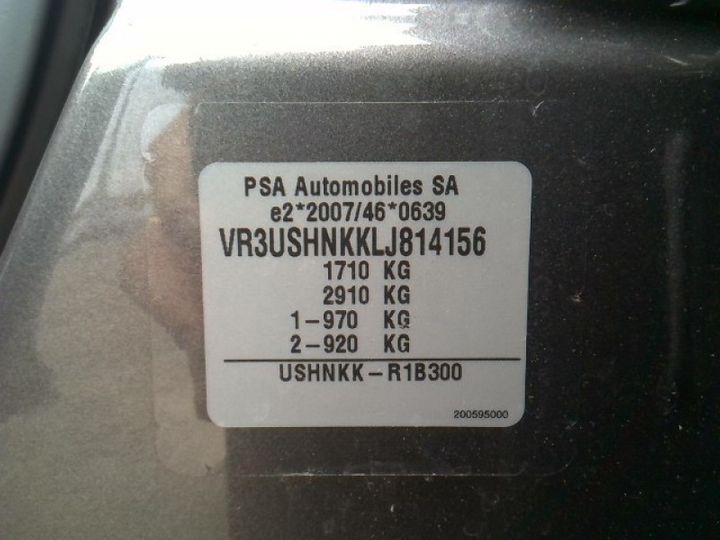 PSA Automobiles SA
e2*2007/46*0639
VR3USHNKKLJ814156
1710 KG
2910 KG
1-970 KG
2-920 KG
USHNKK-R1B300
200595000